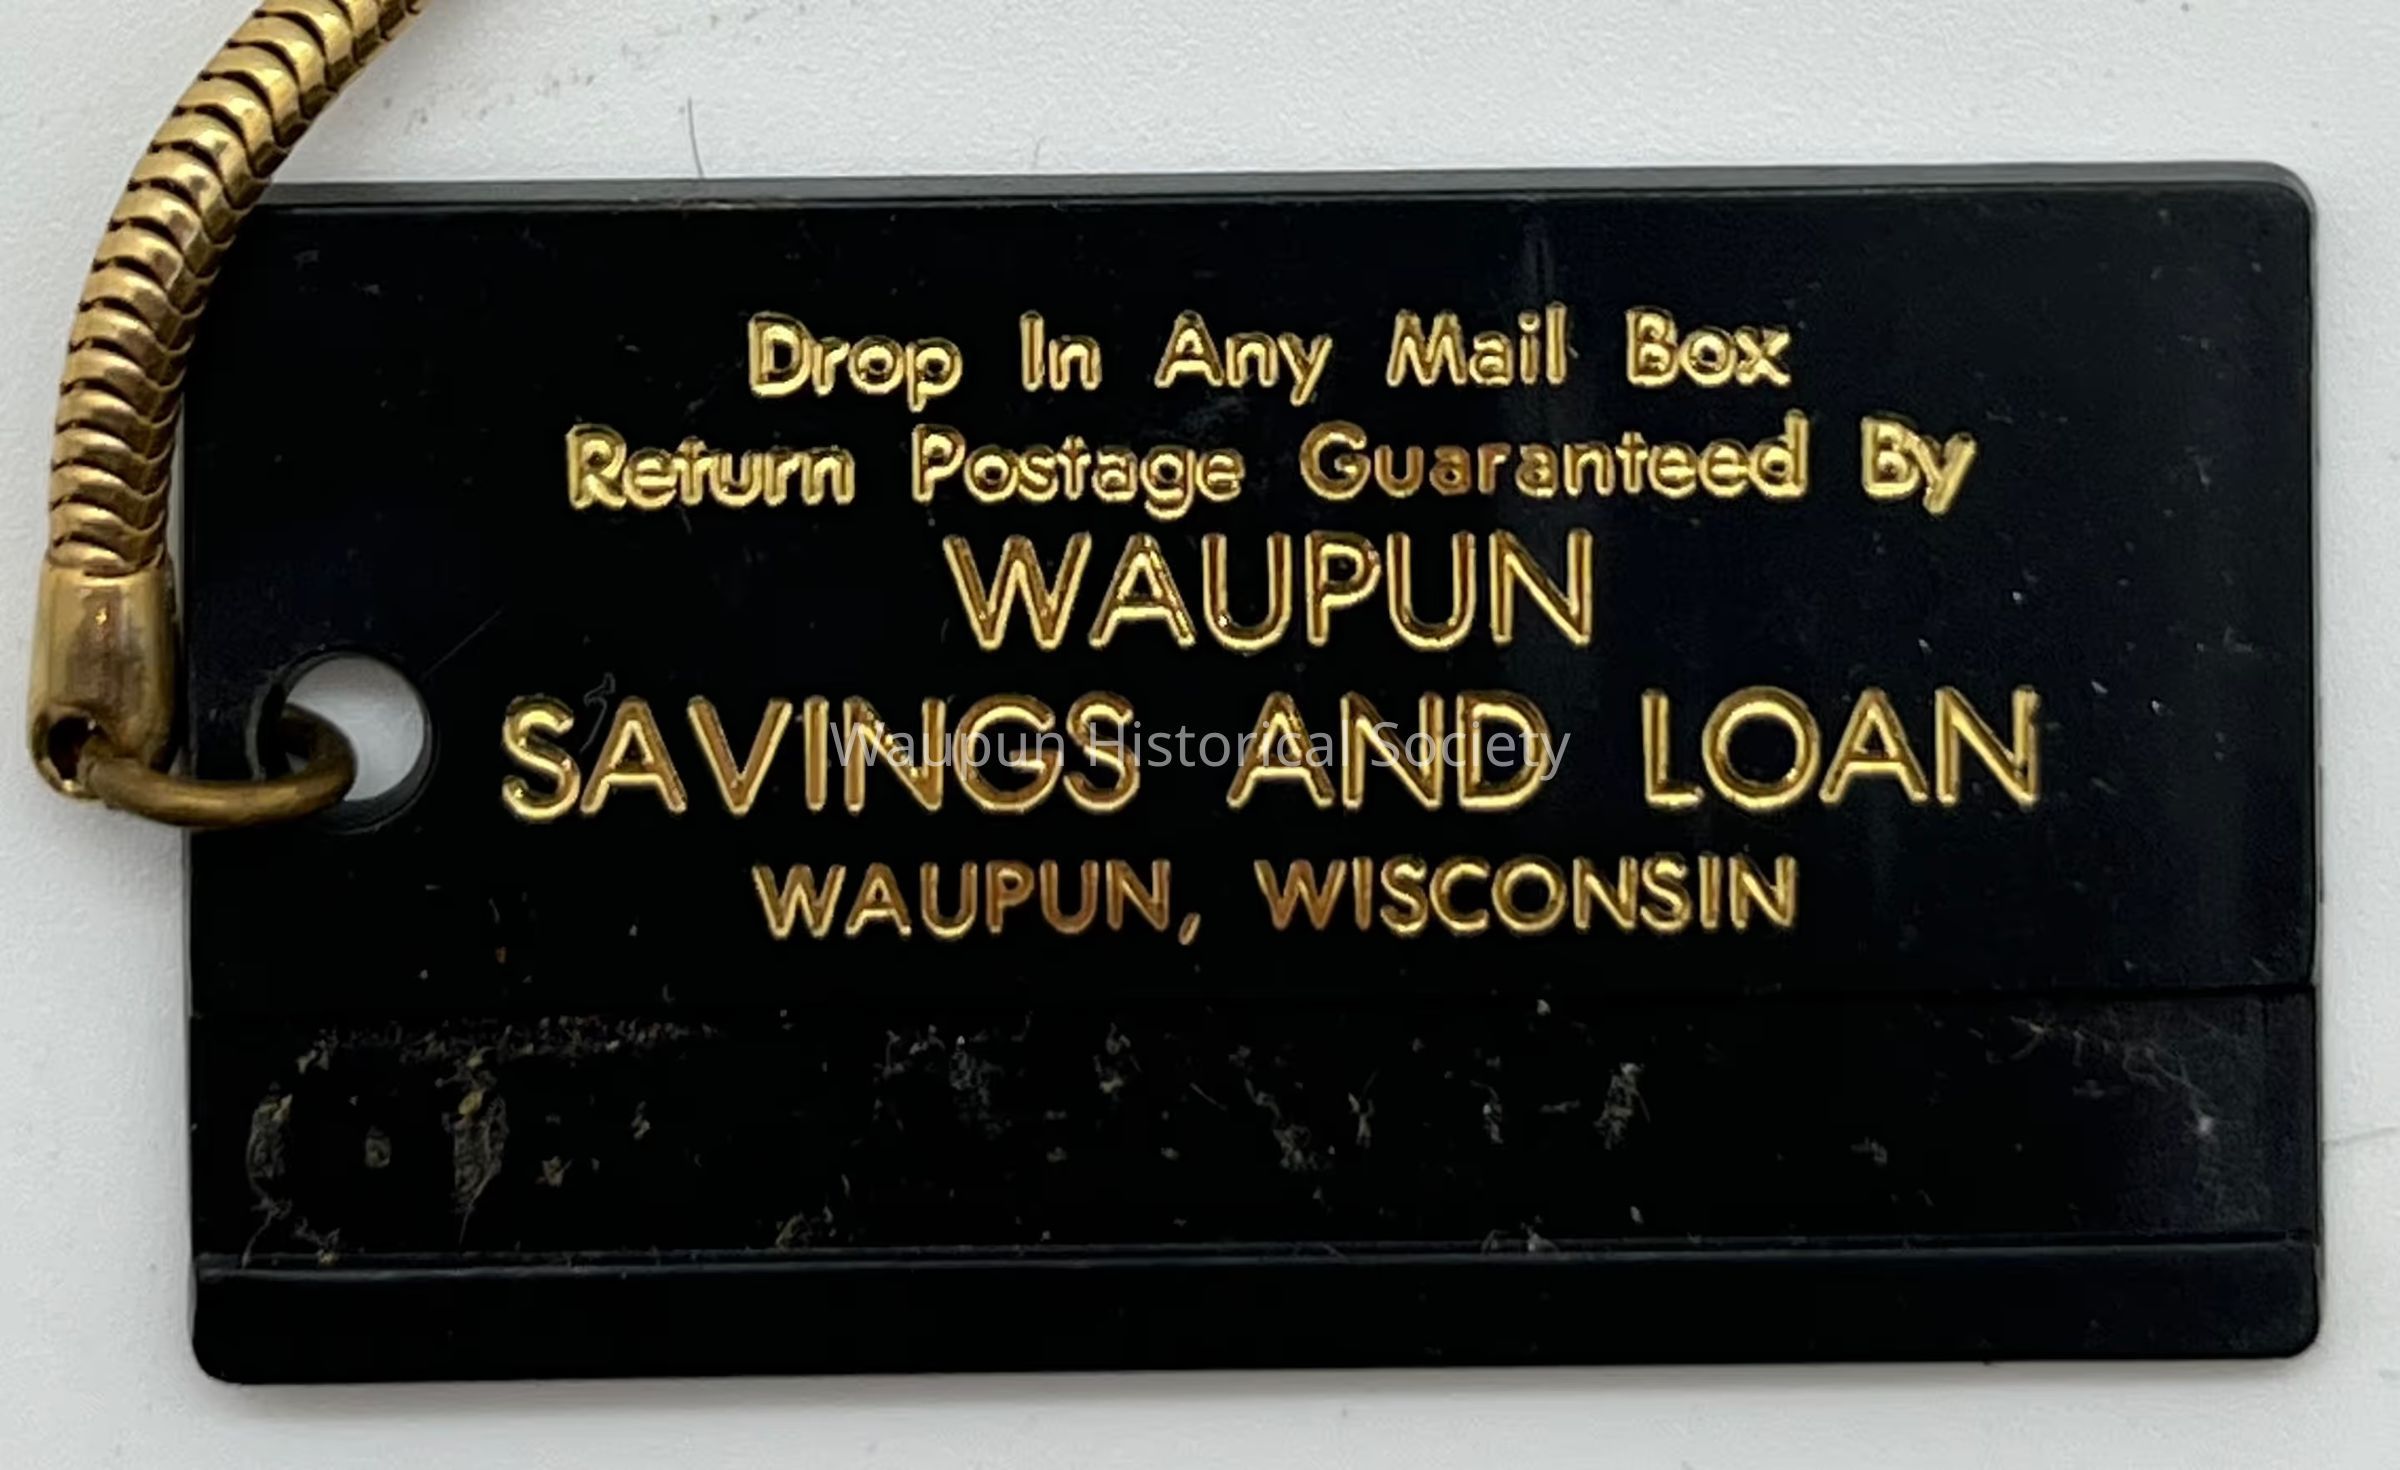 Drop In Any Mail Box
Return Postage Guaranteed By
WAUPUN
SAVINGS AND LOAN
Waupun Historical Society
WAUPUN, WISCONSIN